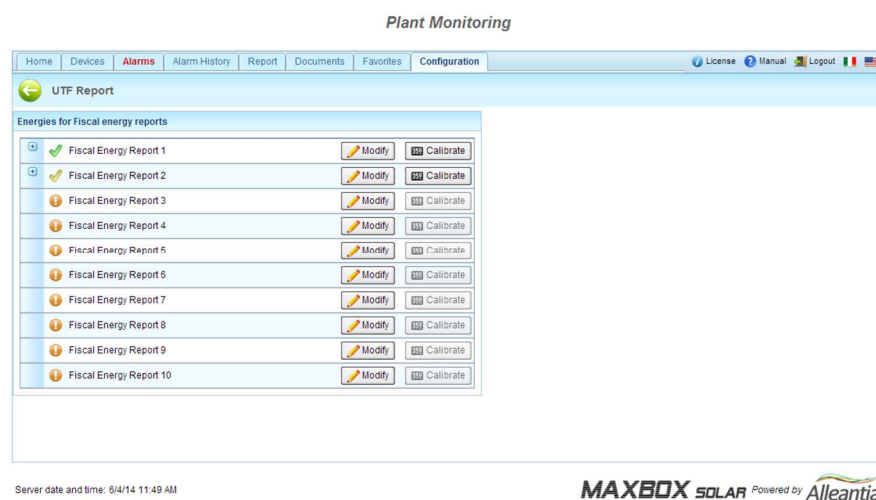 Plant Monitoring
Home Devices Alarms Alarm History Report Documents Favorites Configuration License Manual Logout
UTF Report
Energies for Fiscal energy reports
Fiscal Energy Report 1 Modify Calibrate
Fiscal Energy Report 2 Modify Calibrate
Fiscal Energy Report 3 Modify Calibrate
Fiscal Energy Report 4 Modify Calibrate
Fiscal Energy Report 5 Modify Calibrate
Fiscal Energy Report 6 Modify Calibrate
Fiscal Energy Report 7 Modify Calibrate
Fiscal Energy Report 8 Modify Calibrate
Fiscal Energy Report 9 Modify Calibrate
Fiscal Energy Report 10 Modify Calibrate
Server date and time: 6/4/14 11:49 AM MAXBOX SOLAR Powered by Alleantia